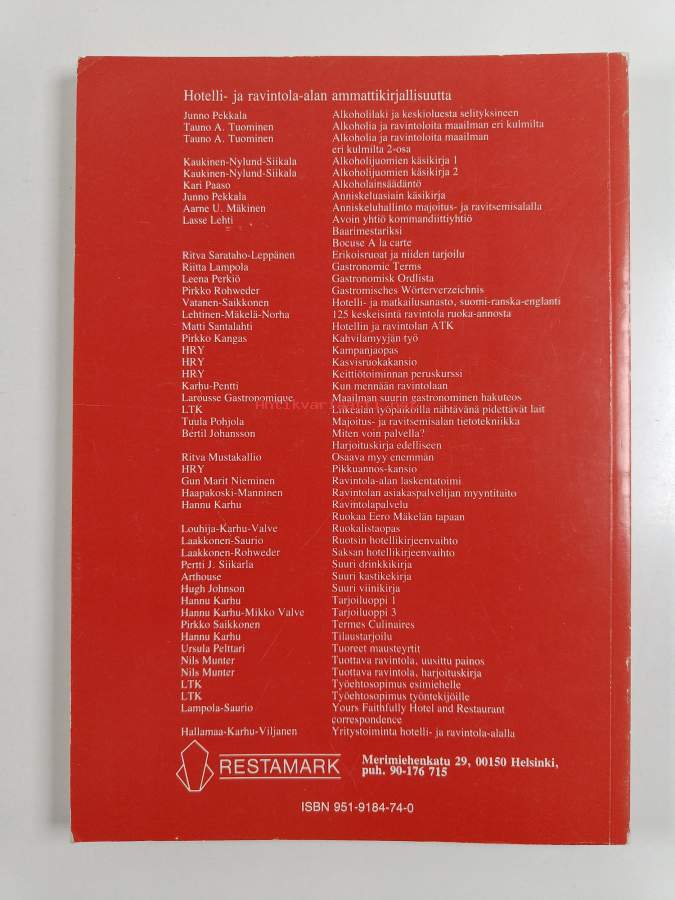 Hotelli- ja ravintola-alan ammattikirjallisuutta
Junno Pekkala Alkoholilaki ja keskioluesta selityksineen
Tauno A. Tuominen Alkoholia ja ravintoloita maailman eri kulmilta
Tauno A. Tuominen Alkoholia ja ravintoloita maailman
eri kulmilta 2-osa
Kaukinen-Nylund-Siikala Alkoholijuomien käsikirja 1
Kaukinen-Nylund-Siikala Alkoholijuomien käsikirja 2
Kari Paaso Alkoholainsäädäntö
Junno Pekkala Anniskeluasiain käsikirja
Aarne U. Mäkinen Anniskeluhallinto majoitus- ja ravitsemisalalla
Lasse Lehti Avoin yhtiö kommandiittiyhtiö
Baarimestariksi
Bocuse A la carte
Ritva Sarataho-Leppänen Erikoisruoat ja niiden tarjoilu
Riitta Lampola Gastronomic Terms
Leena Perkiö Gastronomisk Ordlista
Pirkko Rohweder Gastromisches Wörterverzeichnis
Vatanen-Saikkonen Hotelli- ja matkailusanasto, suomi-ranska-englanti
Lehtinen-Mäkelä-Norha 125 keskeisintä ravintola ruoka-annosta
Matti Santalahti Hotellin ja ravintolan ATK
Pirkko Kangas Kahvilamyyjän työ
HRY Kampanjaopas
HRY Kasvisruokakansio
HRY Keittiötoiminnan peruskurssi
Karhu-Pentti Kun mennään ravintolaan
Larousse Gastronomique Maailman suurin gastronominen hakuteos
antikvariaatti.net
LTK Liikealan työpaikoilla nähtävänä pidettävät lait
Tuula Pohjola Majoitus- ja ravitsemisalan tietotekniikka
Bertil Johansson Miten voin palvella?
Harjoituskirja edelliseen
Ritva Mustakallio Osaava myy enemmän
HRY Pikkuannos-kansio
Gun Marit Nieminen Ravintola-alan laskentatoimi
Haapakoski-Manninen Ravintolan asiakaspalvelijan myyntitaito
Hannu Karhu Ravintolapalvelu
Ruokaa Eero Mäkelän tapaan
Louhija-Karhu-Valve Ruokalistaopas
Laakkonen-Saurio Ruotsin hotellikirjeenvaihto
Laakkonen-Rohweder Saksan hotellikirjeenvaihto
Pertti J. Siikarla Suuri drinkkikirja
Arthouse Suuri kastikekirja
Hugh Johnson Suuri viinikirja
Hannu Karhu Tarjoiluoppi 1
Hannu Karhu-Mikko Valve Tarjoiluoppi 3
Pirkko Saikkonen Termes Culinaires
Hannu Karhu Tilaustarjoilu
Ursula Pelttari Tuoreet mausteyrtit
Nils Munter Tuottava ravintola, uusittu painos
Nils Munter Tuottava ravintola, harjoituskirja
LTK Työehtosopimus esimiehelle
LTK Työehtosopimus työntekijöille
Lampola-Saurio Yours Faithfully Hotel and Restaurant
correspondence
Hallamaa-Karhu-Viljanen Yritystoiminta hotelli- ja ravintola-alalla
RESTAMARK
Merimiehenkatu 29, 00150 Helsinki,
puh. 90-176 715
ISBN 951-9184-74-0